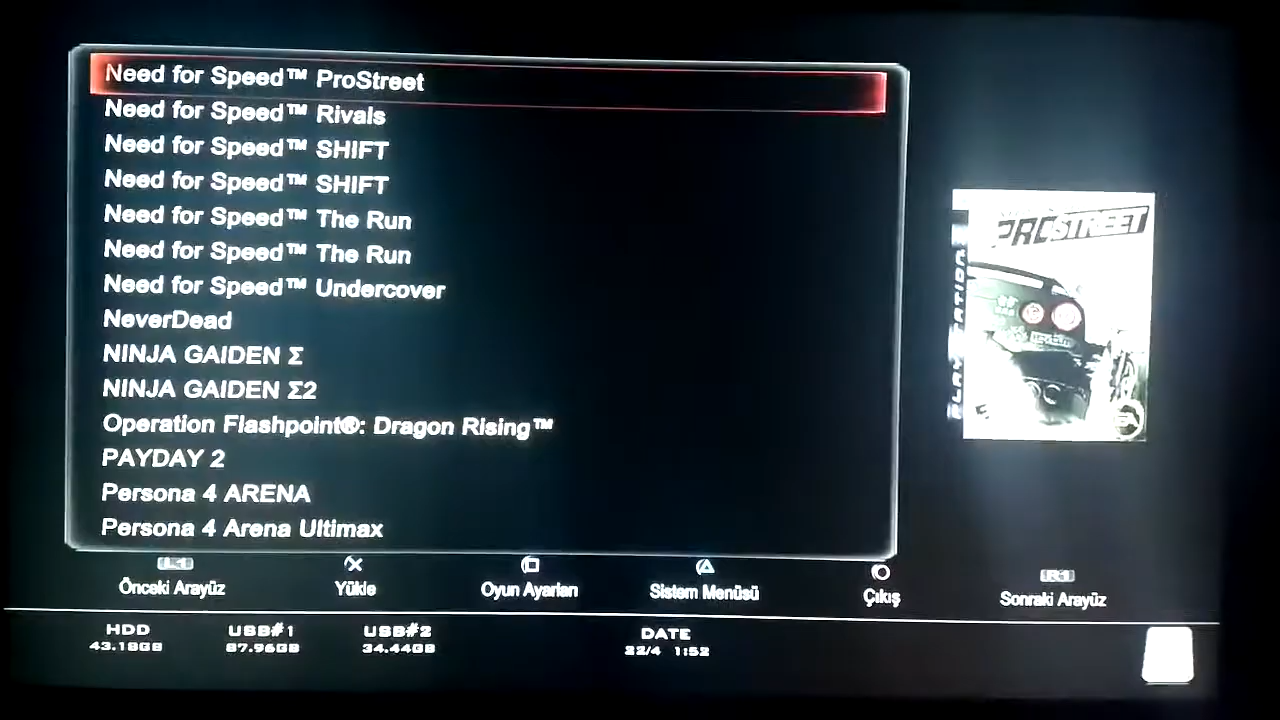 Need for Speed™ ProStreet
Need for Speed™ Rivals
Need for Speed™ SHIFT
Need for Speed™ SHIFT
Need for Speed™ The Run
Need for Speed™ The Run
Need for Speed™ Undercover
NeverDead
NINJA GAIDEN Σ
NINJA GAIDEN Σ2
Operation Flashpoint®: Dragon Rising™
PAYDAY 2
Persona 4 ARENA
Persona 4 Arena Ultimax
PROSTREET
PLAYSTATION
EA
Önceki Arayüz
Yükle
Oyun Ayarları
Sistem Menüsü
Çıkış
Sonraki Arayüz
HDD
USB#1
USB#2
DATE
43.18GB
87.96GB
34.44GB
22/4 1:52